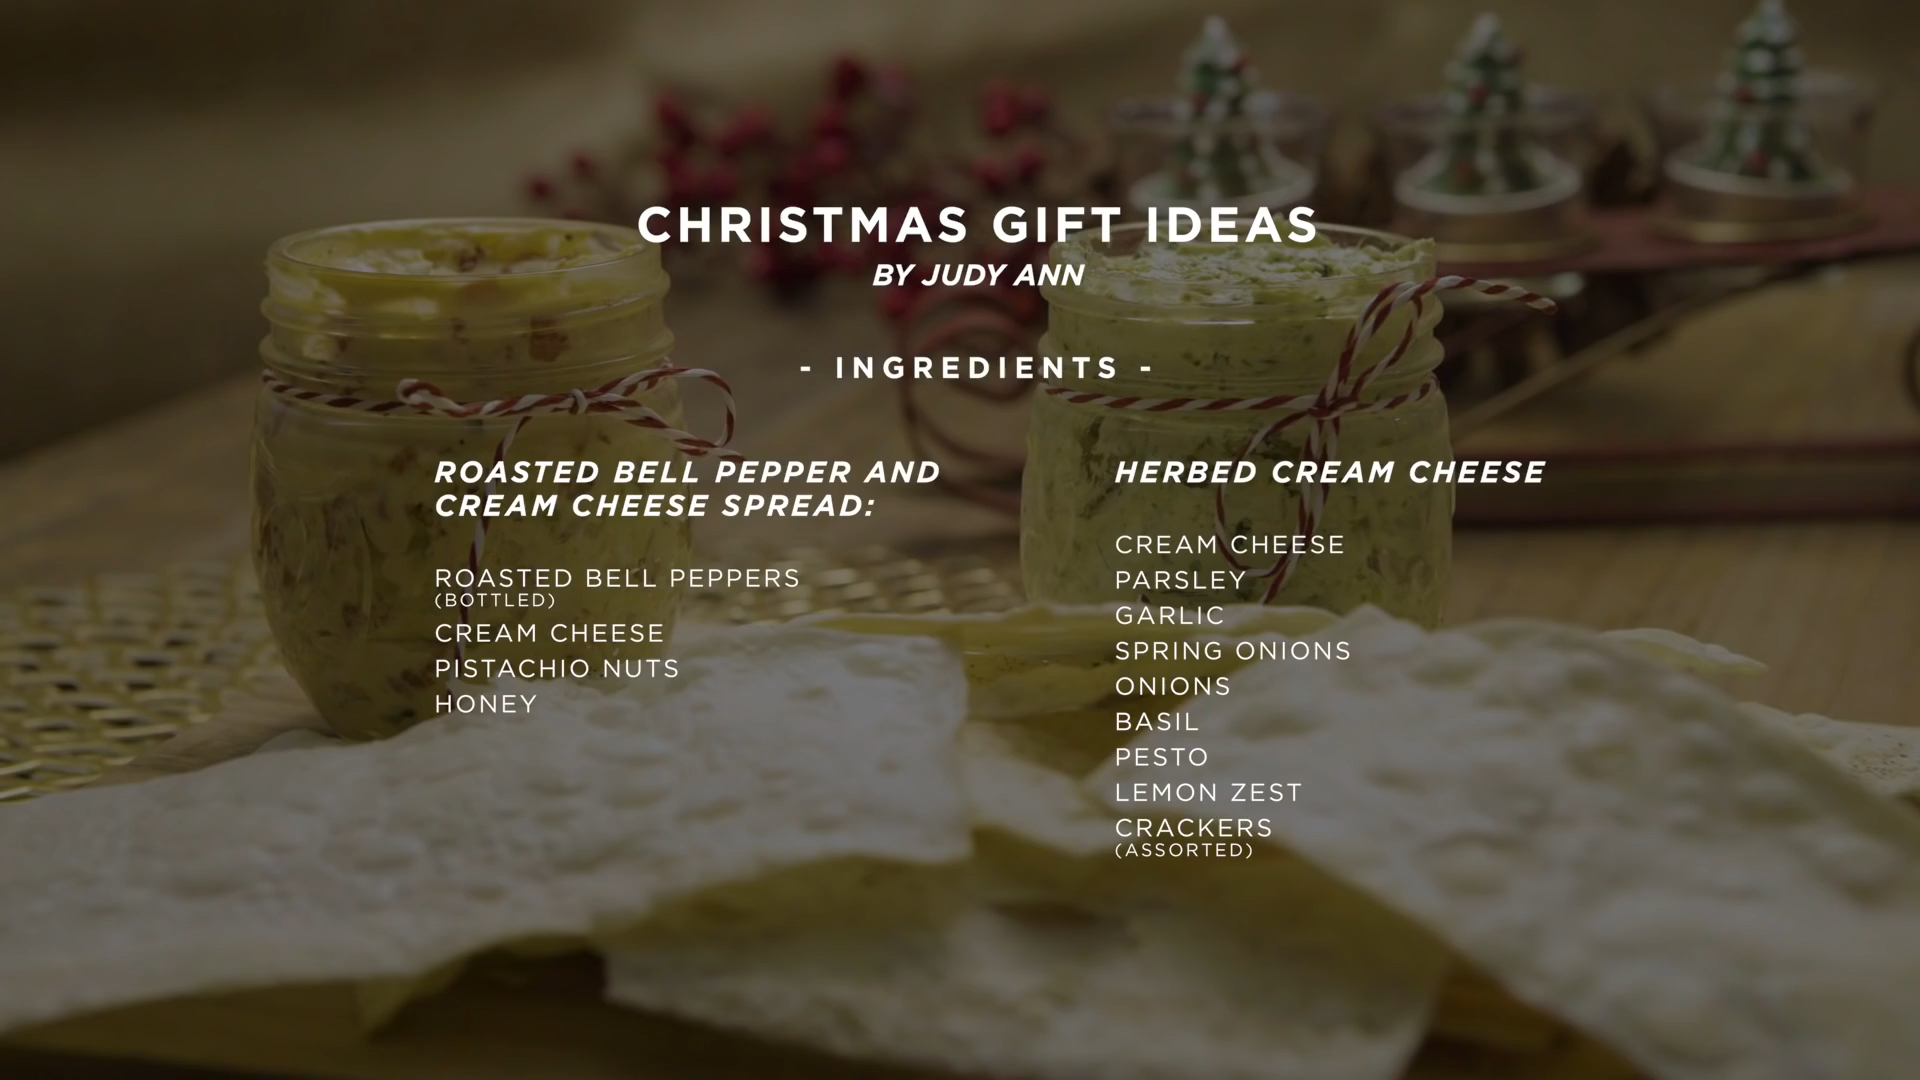 CHRISTMAS GIFT IDEAS
BY JUDY ANN
- INGREDIENTS -
ROASTED BELL PEPPER AND
CREAM CHEESE SPREAD:
ROASTED BELL PEPPERS
(BOTTLED)
CREAM CHEESE
PISTACHIO NUTS
HONEY
HERBED CREAM CHEESE
CREAM CHEESE
PARSLEY
GARLIC
SPRING ONIONS
ONIONS
BASIL
PESTO
LEMON ZEST
CRACKERS
(ASSORTED)